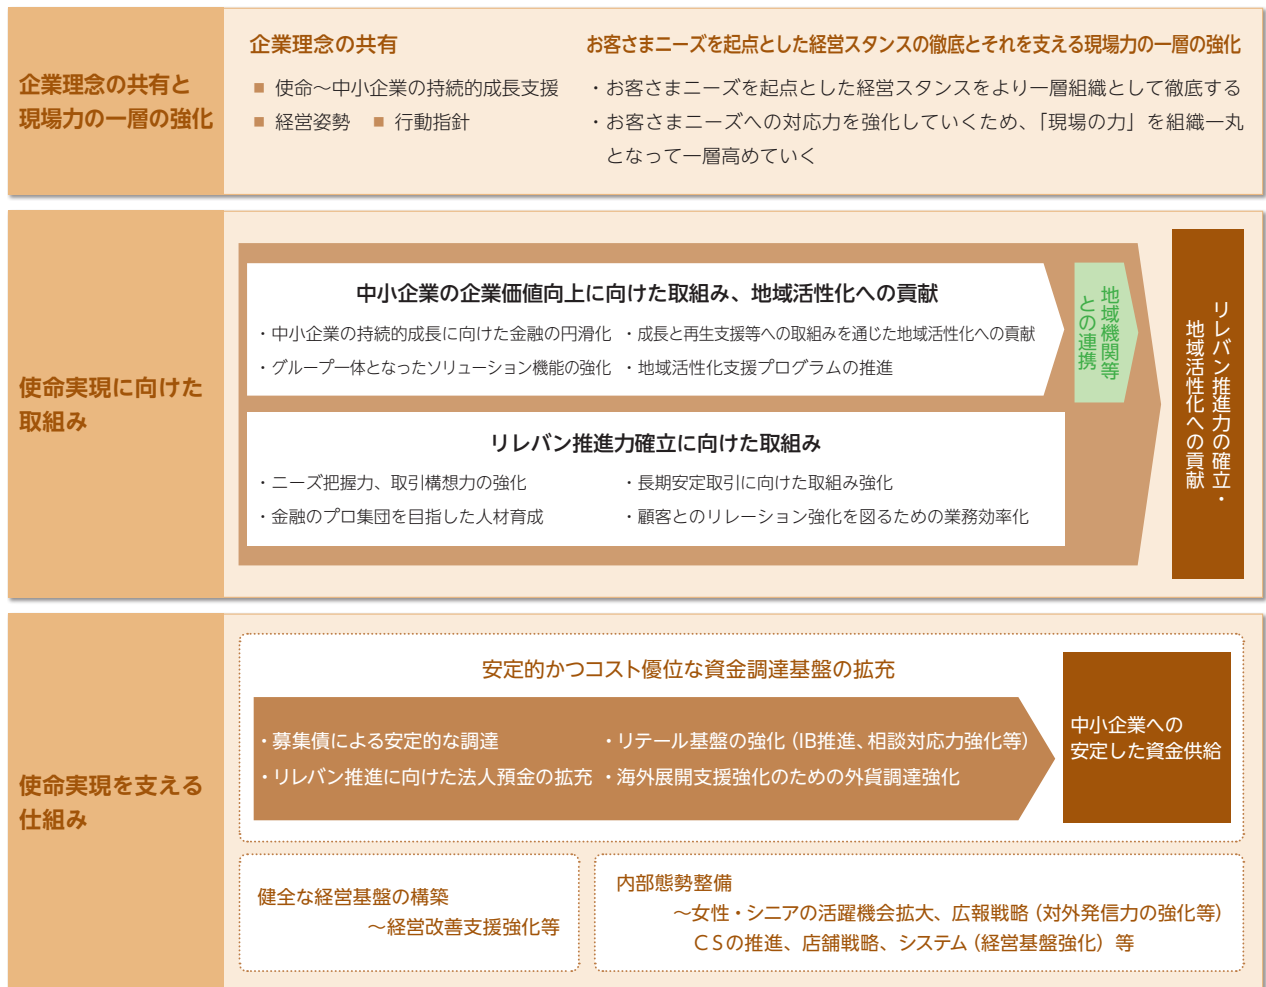 企業理念の共有と
現場力の一層の強化
企業理念の共有
■ 使命～中小企業の持続的成長支援
■ 経営姿勢 ■ 行動指針
お客さまニーズを起点とした経営スタンスの徹底とそれを支える現場力の一層の強化
・お客さまニーズを起点とした経営スタンスをより一層組織として徹底する
・お客さまニーズへの対応力を強化していくため、「現場の力」を組織一丸
となって一層高めていく
使命実現に向けた
取組み
中小企業の企業価値向上に向けた取組み、地域活性化への貢献
・中小企業の持続的成長に向けた金融の円滑化 ・成長と再生支援等への取組みを通じた地域活性化への貢献
・グループ一体となったソリューション機能の強化 ・地域活性化支援プログラムの推進
リレバン推進力確立に向けた取組み
・ニーズ把握力、取引構想力の強化 ・長期安定取引に向けた取組み強化
・金融のプロ集団を目指した人材育成 ・顧客とのリレーション強化を図るための業務効率化
地域機関等
との連携
リレバン推進力の確立・
地域活性化への貢献
使命実現を支える
仕組み
安定的かつコスト優位な資金調達基盤の拡充
・募集債による安定的な調達 ・リテール基盤の強化（IB推進、相談対応力強化等）
・リレバン推進に向けた法人預金の拡充 ・海外展開支援強化のための外貨調達強化
中小企業への
安定した資金供給
健全な経営基盤の構築
～経営改善支援強化等
内部態勢整備
～女性・シニアの活躍機会拡大、広報戦略（対外発信力の強化等）
ＣＳの推進、店舗戦略、システム（経営基盤強化）等